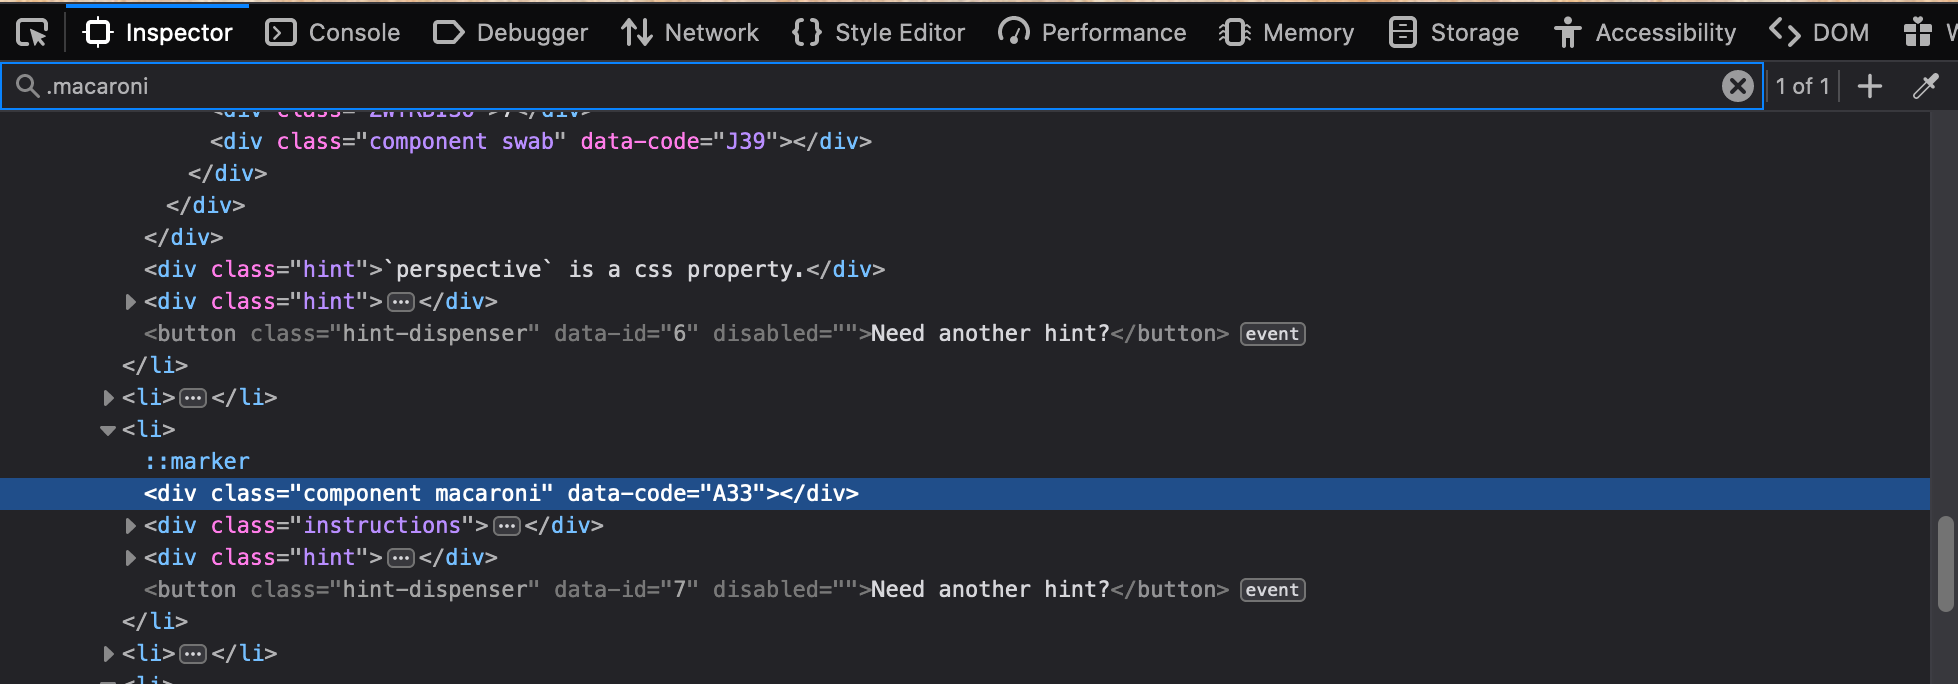 Inspector Console Debugger Network Style Editor Performance Memory Storage Accessibility DOM
.macaroni 1 of 1
<div class="component swab" data-code="J39"></div>
</div>
</div>
</div>
<div class="hint">`perspective` is a css property.</div>
<div class="hint">…</div>
<button class="hint-dispenser" data-id="6" disabled="">Need another hint?</button> event
</li>
<li>…</li>
<li>
::marker
<div class="component macaroni" data-code="A33"></div>
<div class="instructions">…</div>
<div class="hint">…</div>
<button class="hint-dispenser" data-id="7" disabled="">Need another hint?</button> event
</li>
<li>…</li>
<li>